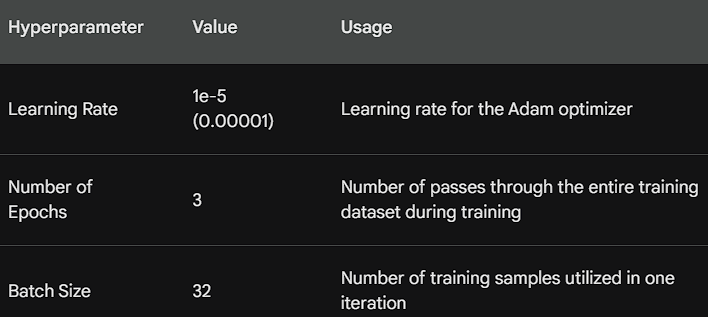 Hyperparameter Value Usage
Learning Rate 1e-5 (0.00001) Learning rate for the Adam optimizer
Number of Epochs 3 Number of passes through the entire training dataset during training
Batch Size 32 Number of training samples utilized in one iteration